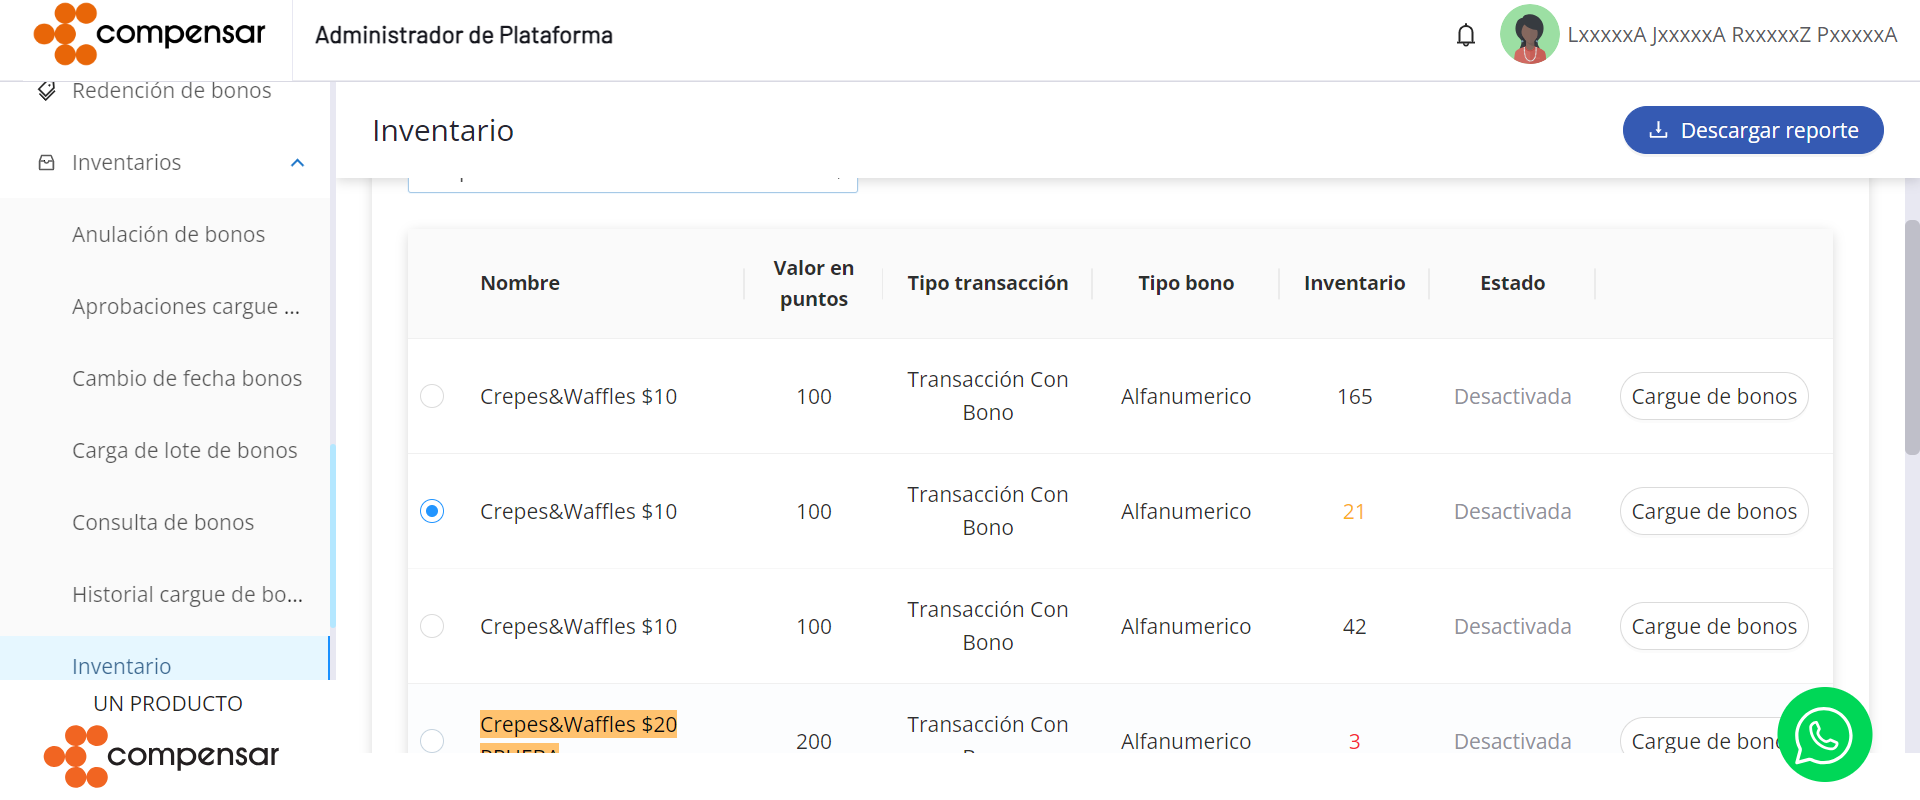 compensar
Administrador de Plataforma
LxxxxxA JxxxxxA RxxxxxZ PxxxxxA
Redención de bonos
Inventarios
Anulación de bonos
Aprobaciones cargue ...
Cambio de fecha bonos
Carga de lote de bonos
Consulta de bonos
Historial cargue de bo...
Inventario
UN PRODUCTO
compensar
Inventario
Descargar reporte
Nombre
Valor en
puntos
Tipo transacción
Tipo bono
Inventario
Estado
Crepes&Waffles $10
100
Transacción Con
Bono
Alfanumerico
165
Desactivada
Cargue de bonos
Crepes&Waffles $10
100
Transacción Con
Bono
Alfanumerico
21
Desactivada
Cargue de bonos
Crepes&Waffles $10
100
Transacción Con
Bono
Alfanumerico
42
Desactivada
Cargue de bonos
Crepes&Waffles $20
PRUEBA
200
Transacción Con
Bono
Alfanumerico
3
Desactivada
Cargue de bono